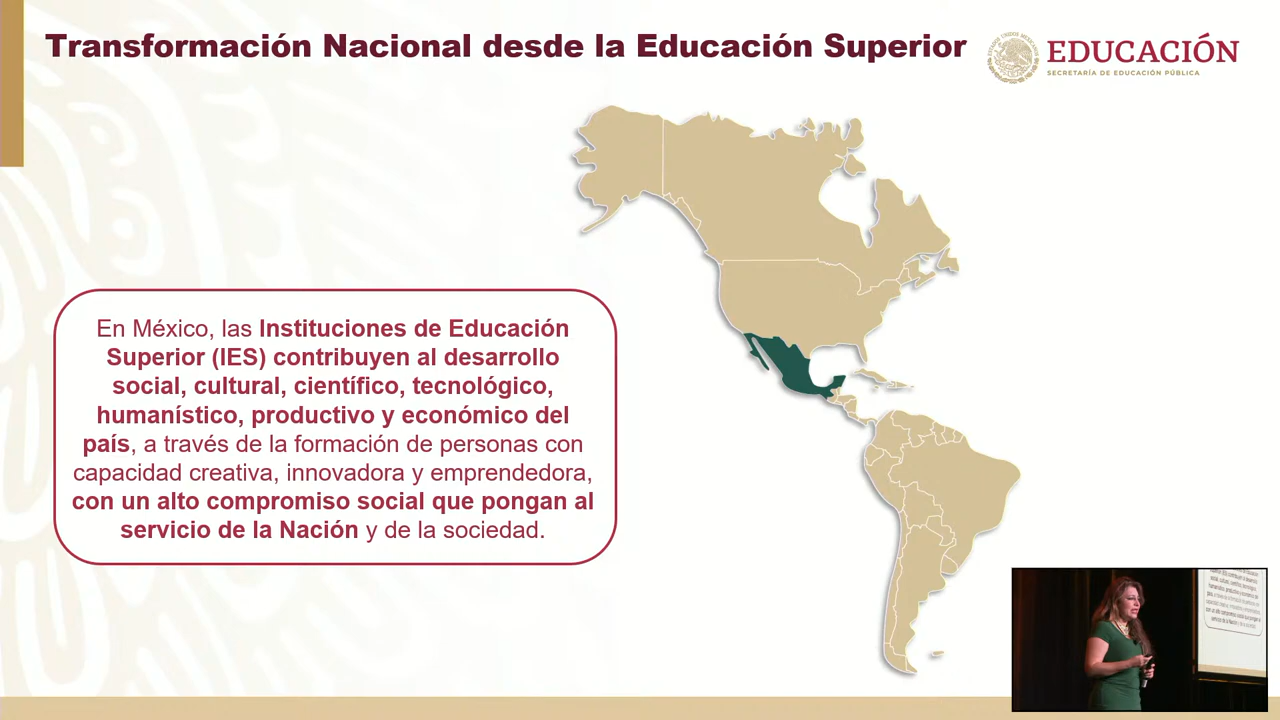 Transformación Nacional desde la Educación Superior
EDUCACIÓN
SECRETARÍA DE EDUCACIÓN PÚBLICA
En México, las Instituciones de Educación
Superior (IES) contribuyen al desarrollo
social, cultural, científico, tecnológico,
humanístico, productivo y económico del
país, a través de la formación de personas con
capacidad creativa, innovadora y emprendedora,
con un alto compromiso social que pongan al
servicio de la Nación y de la sociedad.